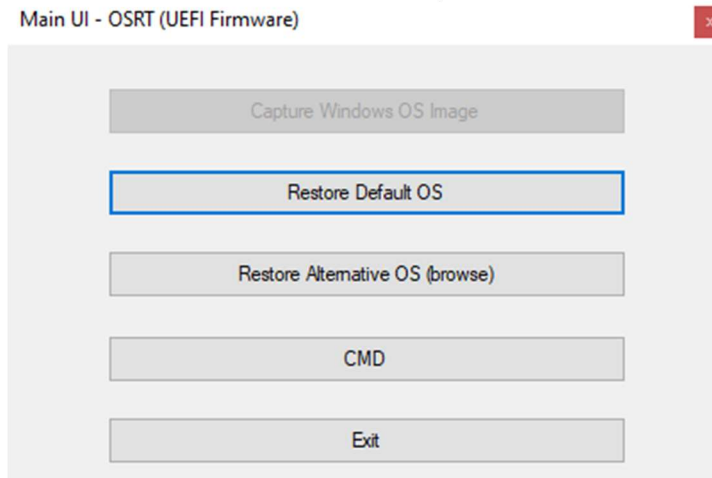 Main UI - OSRT (UEFI Firmware)
Capture Windows OS Image
Restore Default OS
Restore Alternative OS (browse)
CMD
Exit